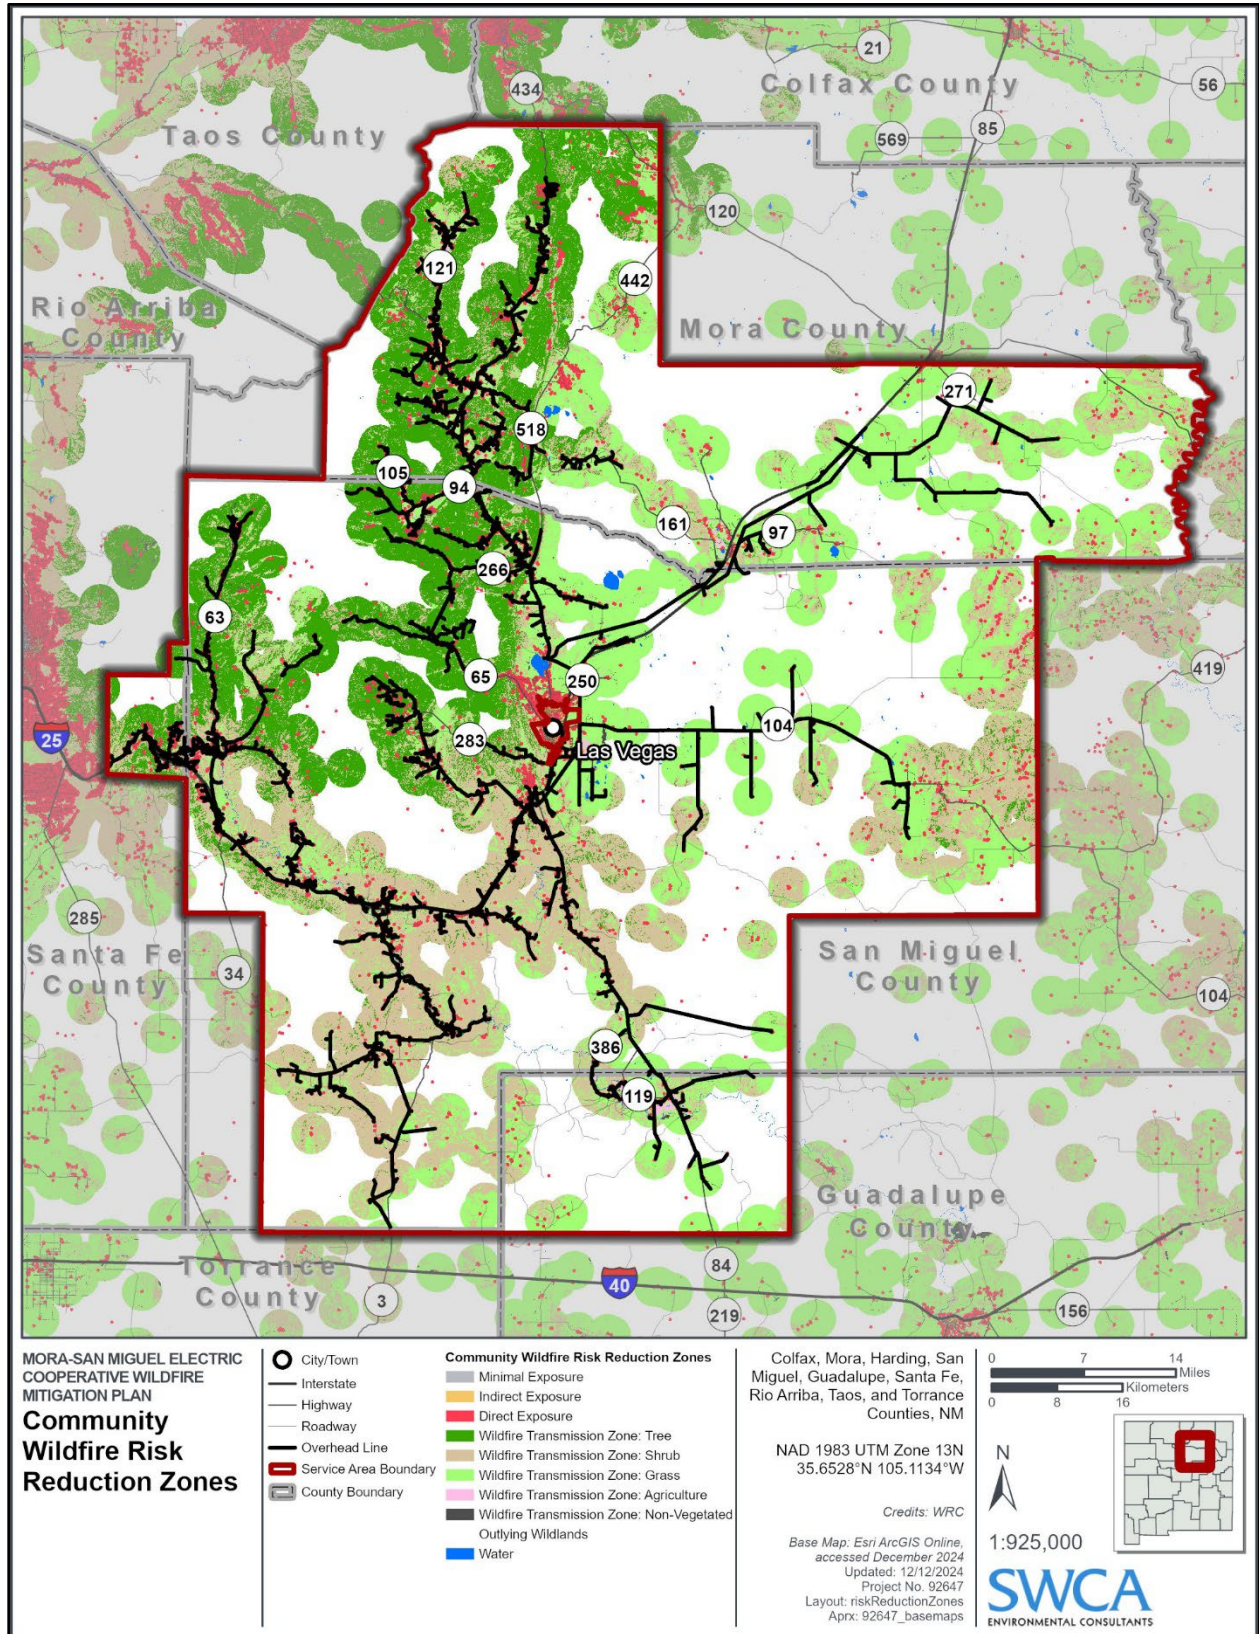 434
21
Colfax County
56
Taos County
85
569
120
121
442
Rio Arriba
County
Mora County
271
518
105
94
161
97
266
63
419
65
250
25
104
283
Las Vegas
285
Santa Fe
County
34
San Miguel
County
104
386
119
Guadalupe
County
Torrance
County
84
40
3
219
156
MORA-SAN MIGUEL ELECTRIC
COOPERATIVE WILDFIRE
MITIGATION PLAN
Community
Wildfire Risk
Reduction Zones
City/Town
Interstate
Highway
Roadway
Overhead Line
Service Area Boundary
County Boundary
Community Wildfire Risk Reduction Zones
Minimal Exposure
Indirect Exposure
Direct Exposure
Wildfire Transmission Zone: Tree
Wildfire Transmission Zone: Shrub
Wildfire Transmission Zone: Grass
Wildfire Transmission Zone: Agriculture
Wildfire Transmission Zone: Non-Vegetated
Outlying Wildlands
Water
Colfax, Mora, Harding, San
Miguel, Guadalupe, Santa Fe,
Rio Arriba, Taos, and Torrance
Counties, NM
NAD 1983 UTM Zone 13N
35.6528°N 105.1134°W
Credits: WRC
Base Map: Esri ArcGIS Online,
accessed December 2024
Updated: 12/12/2024
Project No. 92647
Layout: riskReductionZones
Aprx: 92647_basemaps
0 7 14
Miles
Kilometers
0 8 16
N
1:925,000
SWCA
ENVIRONMENTAL CONSULTANTS